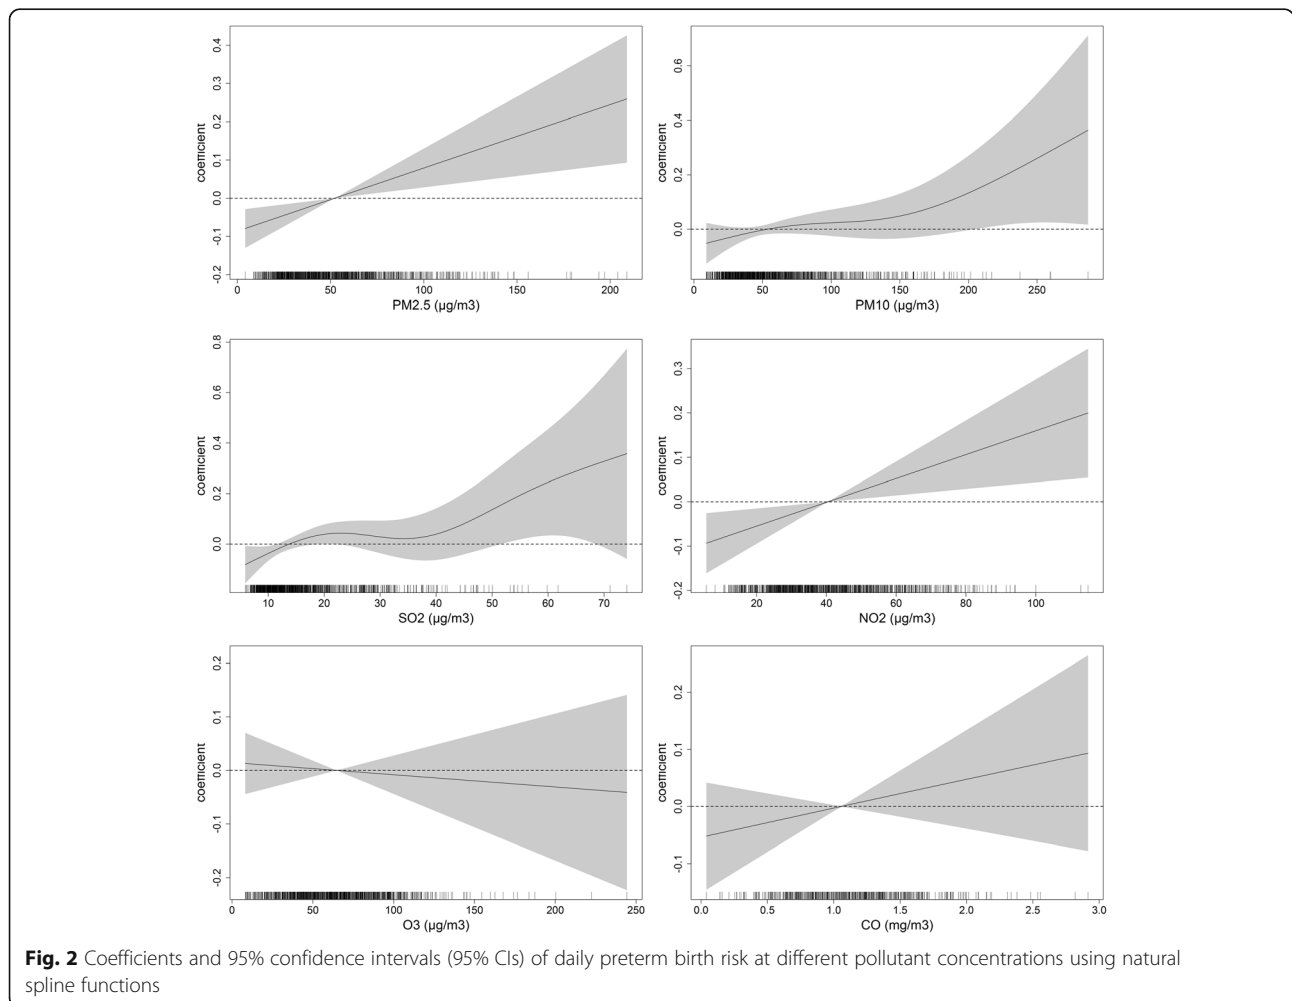 coefficient
0.4
0.3
0.2
0.1
0.0
-0.1
-0.2
0 50 100 150 200
PM2.5 (µg/m3)
coefficient
0.6
0.4
0.2
0.0
50 100 150 200 250
0
PM10 (µg/m3)
coefficient
0.8
0.6
0.4
0.2
0.0
10 20 30 40 50 60 70
SO2 (µg/m3)
coefficient
0.3
0.2
0.1
0.0
-0.1
-0.2
20 40 60 80 100
NO2 (µg/m3)
coefficient
0.2
0.1
0.0
-0.1
-0.2
0 50 100 150 200 250
O3 (µg/m3)
coefficient
0.2
0.1
0.0
-0.1
0.0 0.5 1.0 1.5 2.0 2.5 3.0
CO (mg/m3)
Fig. 2 Coefficients and 95% confidence intervals (95% CIs) of daily preterm birth risk at different pollutant concentrations using natural
spline functions